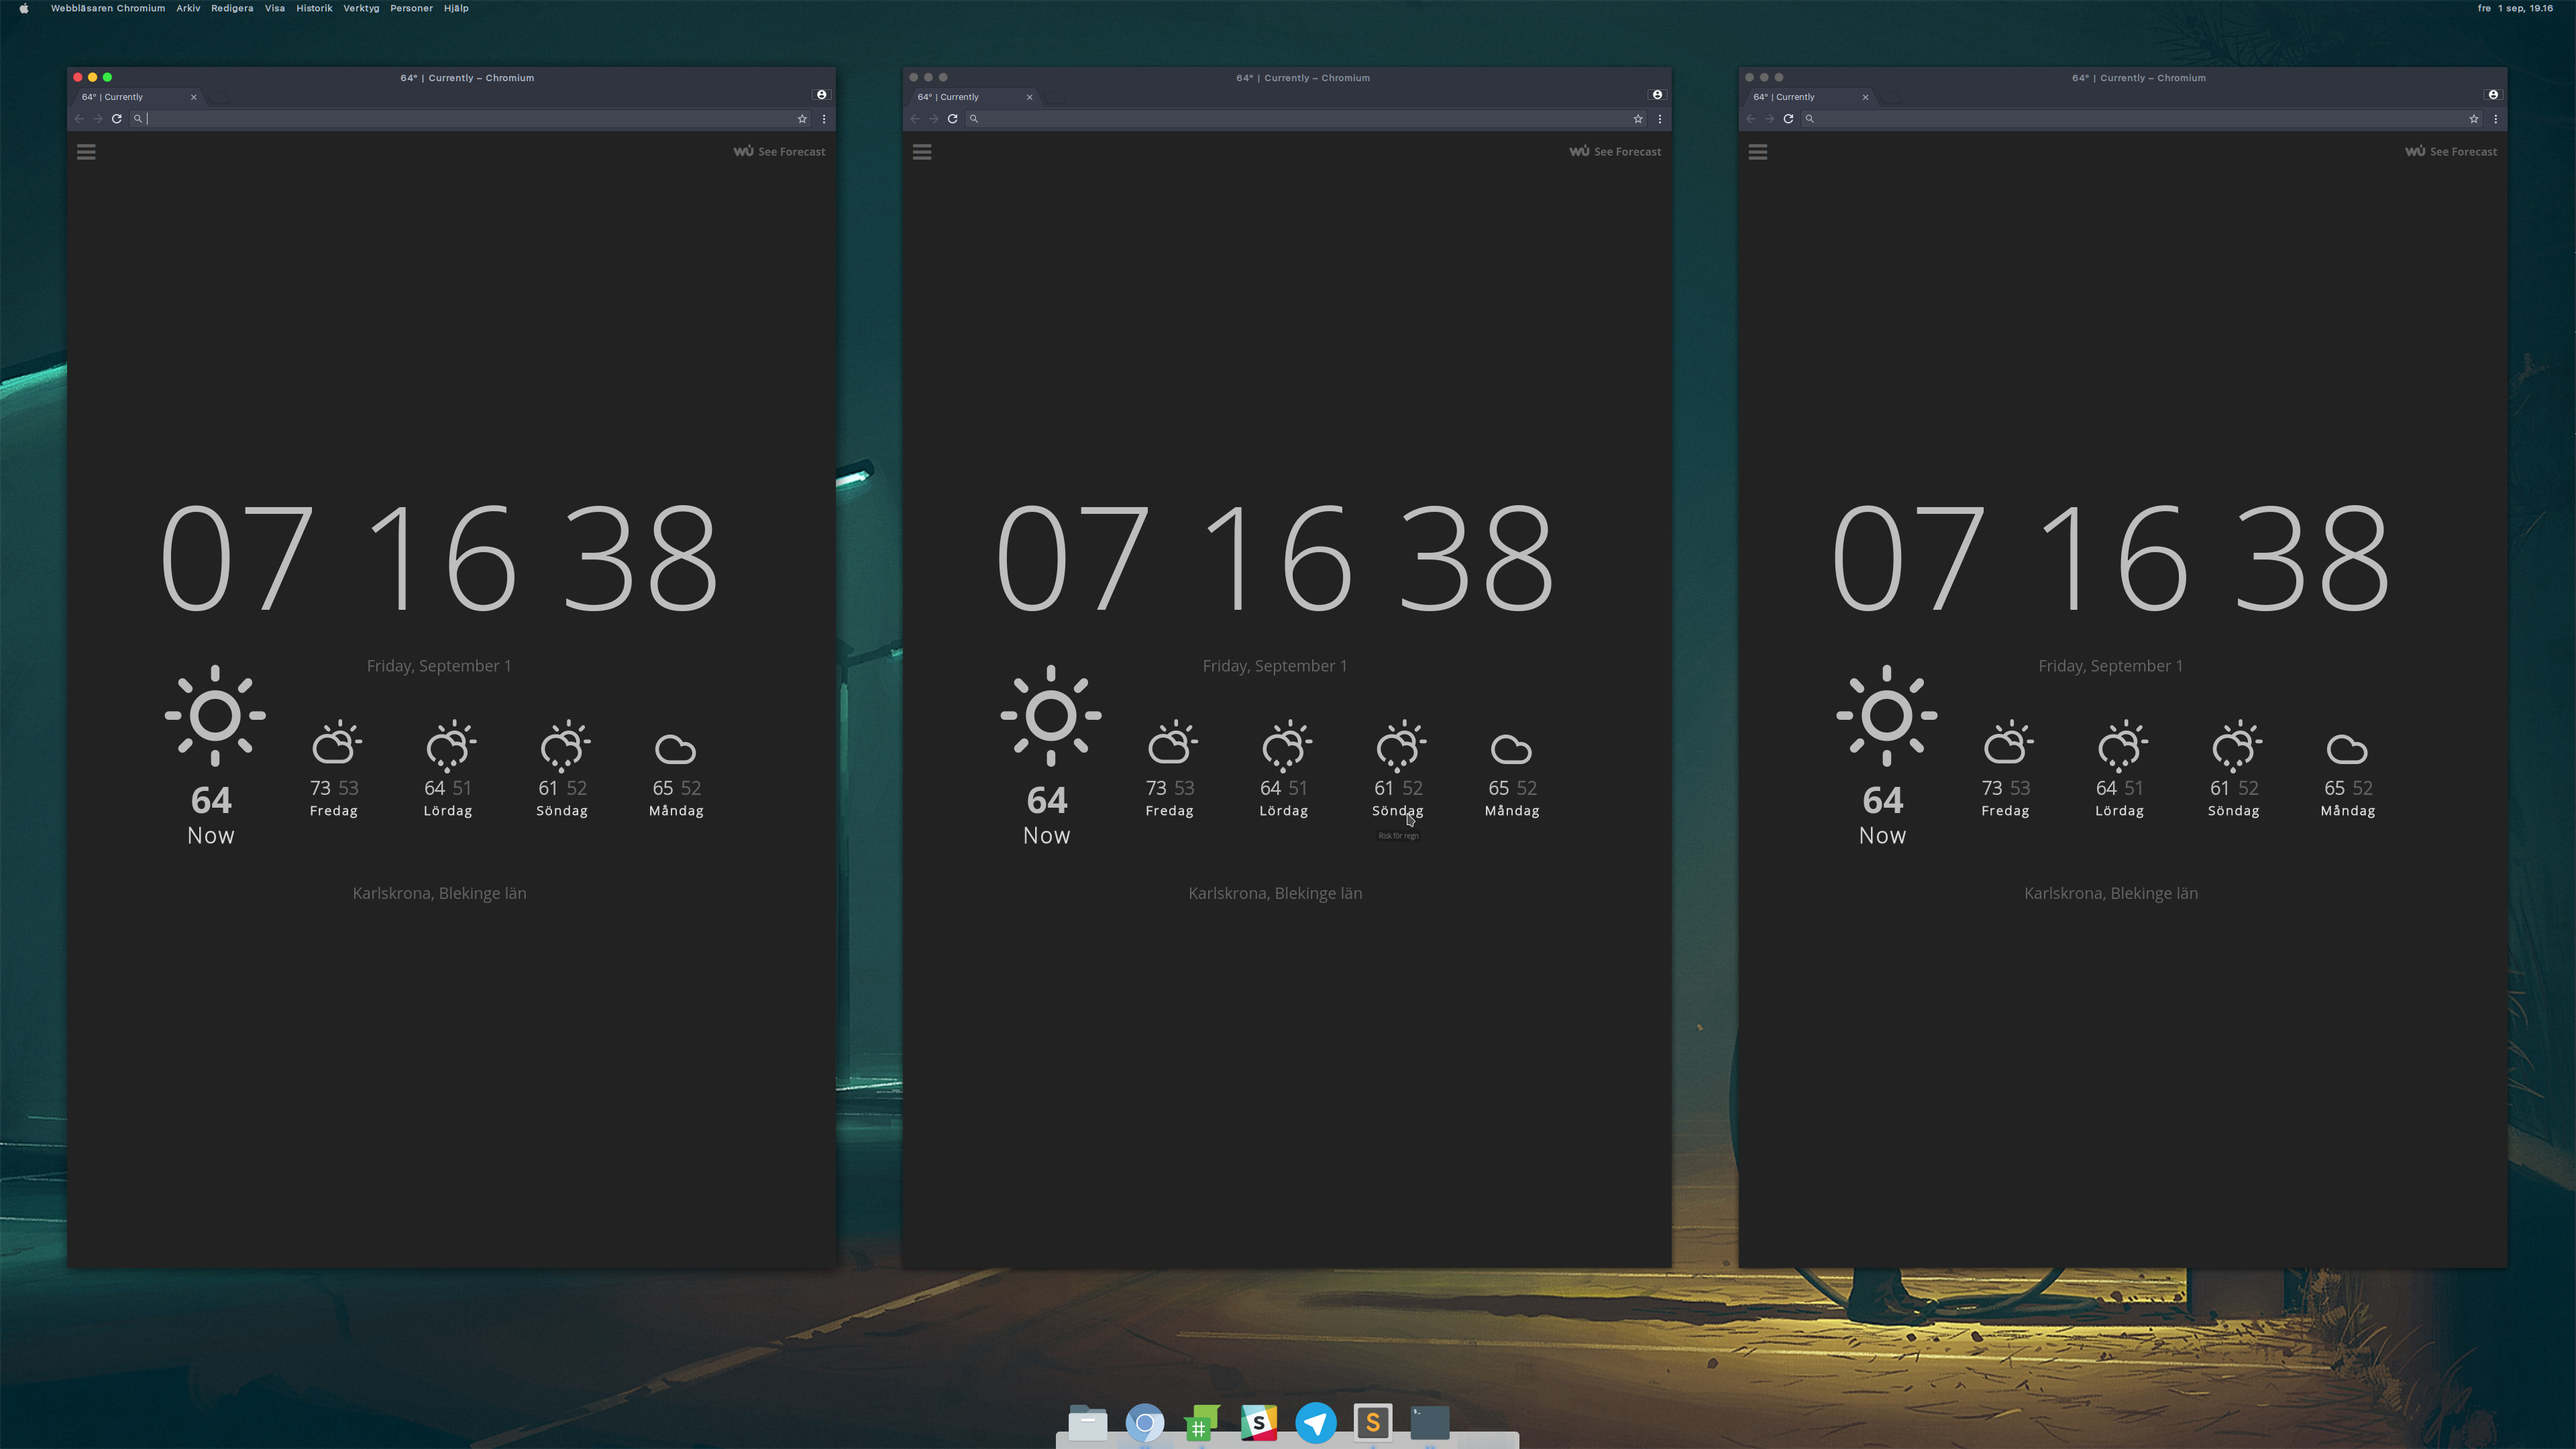 Webbläsaren Chromium Arkiv Redigera Visa Historik Verktyg Personer Hjälp
fre 1 sep, 19.16
64° | Currently – Chromium
64° | Currently
See Forecast
07 16 38
Friday, September 1
73 53
64 51
61 52
65 52
64
Fredag
Lördag
Söndag
Måndag
Now
Karlskrona, Blekinge län
64° | Currently – Chromium
64° | Currently
See Forecast
07 16 38
Friday, September 1
73 53
64 51
61 52
65 52
64
Fredag
Lördag
Söndag
Måndag
Risk för regn
Now
Karlskrona, Blekinge län
64° | Currently – Chromium
64° | Currently
See Forecast
07 16 38
Friday, September 1
73 53
64 51
61 52
65 52
64
Fredag
Lördag
Söndag
Måndag
Now
Karlskrona, Blekinge län
#
S
S
$_